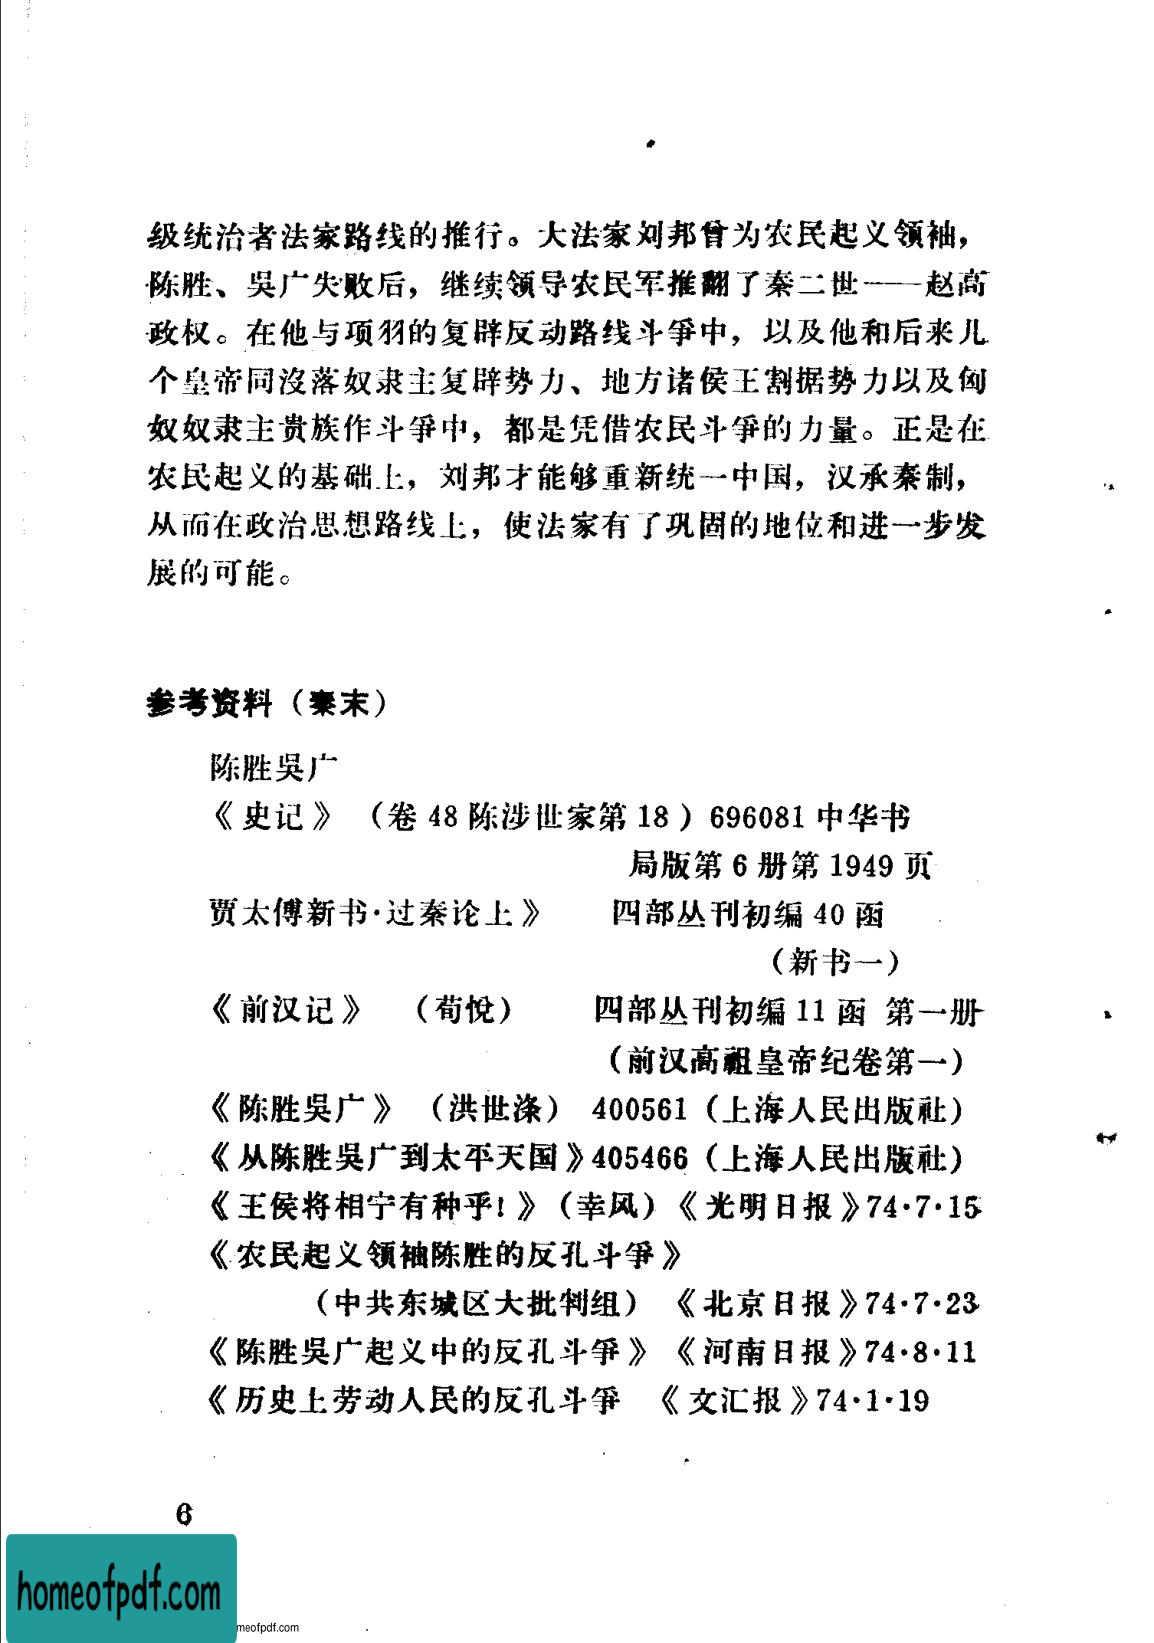 级统治者法家路线的推行。大法家刘邦曾为农民起义领袖，
陈胜、吳广失败后，继续领导农民军推翻了秦二世——赵高
政权。在他与项羽的复辟反动路线斗爭中，以及他和后来几
个皇帝同沒落奴隶主复辟势力、地方诸侯王割据势力以及匈
奴奴隶主贵族作斗爭中，都是凭借农民斗爭的力量。正是在
农民起义的基础上，刘邦才能够重新统一中国，汉承秦制，
从而在政治思想路线上，使法家有了巩固的地位和进一步发
展的可能。
参考资料（秦末）
陈胜吳广
《史记》（卷 48 陈涉世家第 18）696081 中华书
局版第 6 册第 1949 页
贾太傅新书·过秦论上》 四部丛刊初编 40 函
（新书一）
《前汉记》（荀悅） 四部丛刊初编 11 函 第一册
（前汉高祖皇帝纪卷第一）
《陈胜吳广》（洪世涤） 400561（上海人民出版社）
《从陈胜吳广到太平天国》405466（上海人民出版社）
《王侯将相宁有种乎！》（幸风）《光明日报》74·7·15
《农民起义领袖陈胜的反孔斗爭》
（中共东城区大批判组）《北京日报》74·7·23
《陈胜吳广起义中的反孔斗爭》《河南日报》74·8·11
《历史上劳动人民的反孔斗爭 《文汇报》74·1·19
6
homeofpdf.com
meofpdf.com